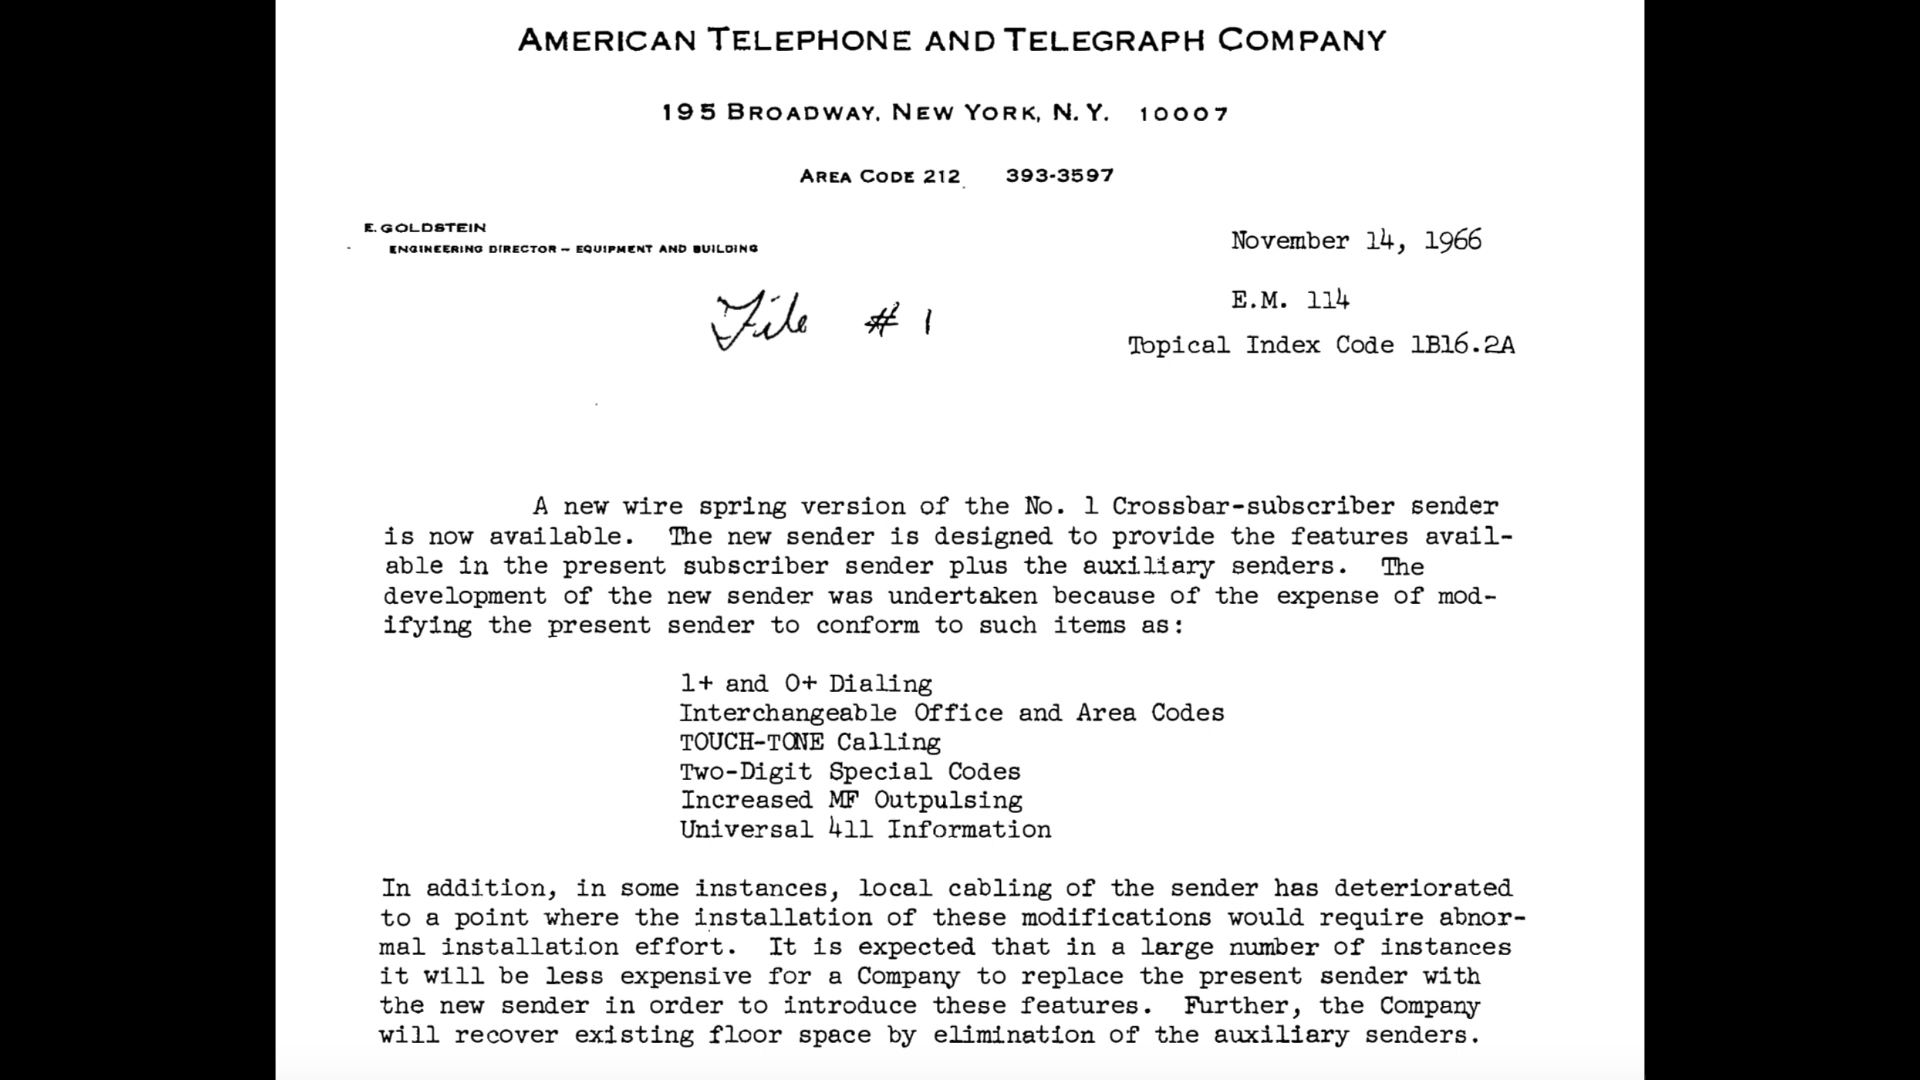 AMERICAN TELEPHONE AND TELEGRAPH COMPANY
195 BROADWAY, NEW YORK, N.Y. 10007
AREA CODE 212 393-3597
E. GOLDSTEIN
ENGINEERING DIRECTOR – EQUIPMENT AND BUILDING
November 14, 1966
File # 1
E.M. 114
Topical Index Code 1B16.2A
A new wire spring version of the No. 1 Crossbar-subscriber sender
is now available. The new sender is designed to provide the features avail-
able in the present subscriber sender plus the auxiliary senders. The
development of the new sender was undertaken because of the expense of mod-
ifying the present sender to conform to such items as:
1+ and 0+ Dialing
Interchangeable Office and Area Codes
TOUCH-TONE Calling
Two-Digit Special Codes
Increased MF Outpulsing
Universal 411 Information
In addition, in some instances, local cabling of the sender has deteriorated
to a point where the installation of these modifications would require abnor-
mal installation effort. It is expected that in a large number of instances
it will be less expensive for a Company to replace the present sender with
the new sender in order to introduce these features. Further, the Company
will recover existing floor space by elimination of the auxiliary senders.